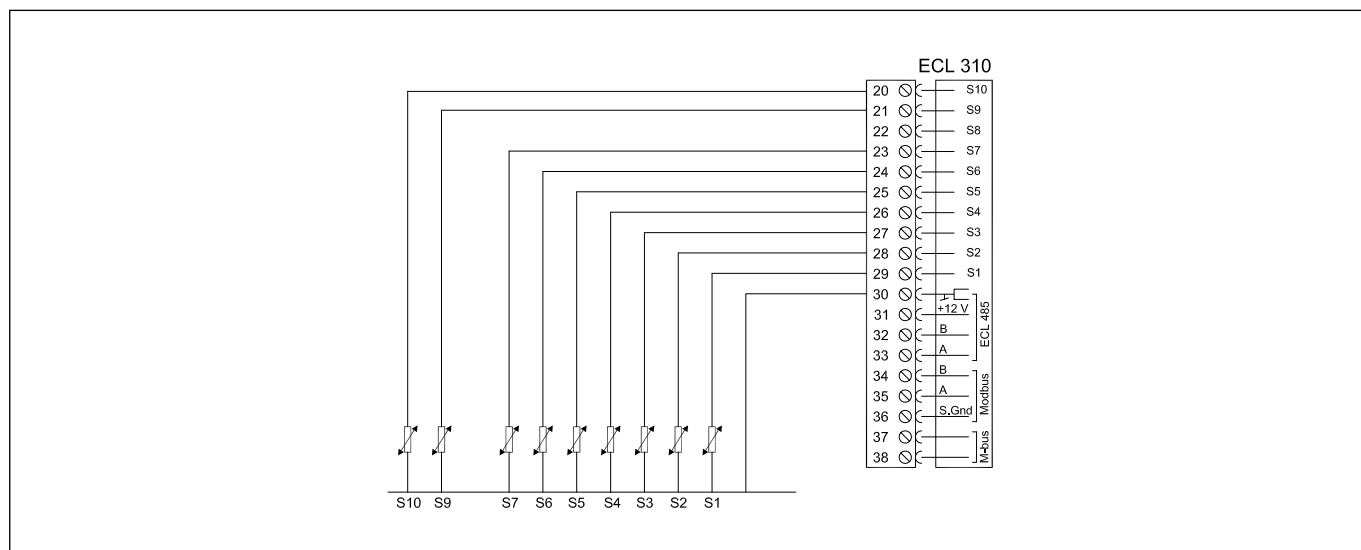 ECL 310
20 S10
21 S9
22 S8
23 S7
24 S6
25 S5
26 S4
27 S3
28 S2
29 S1
30
31 +12 V
32 B
33 A
ECL 485
34 B
35 A
36 S.Gnd
Modbus
37
38
M-bus
S10 S9 S7 S6 S5 S4 S3 S2 S1